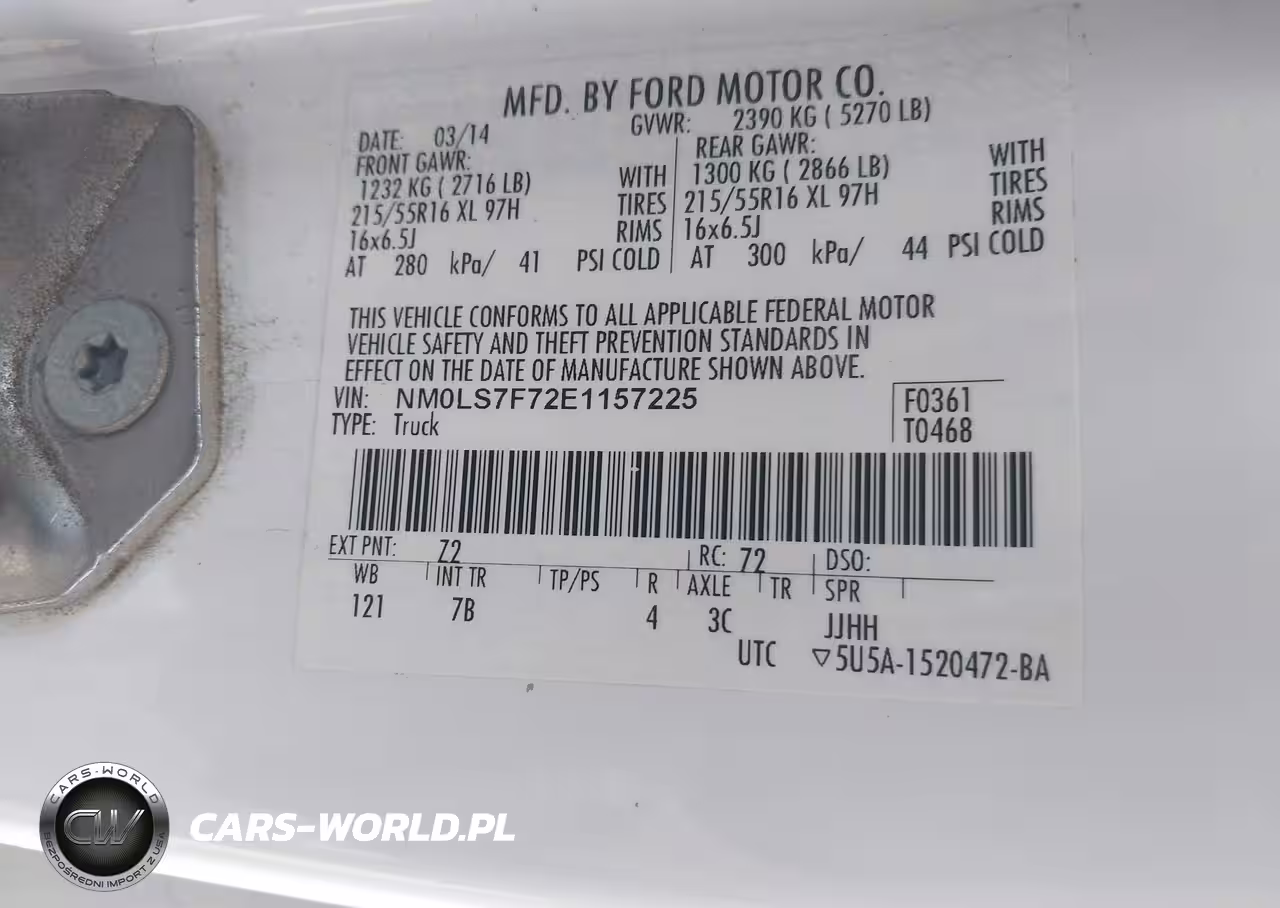 MFD. BY FORD MOTOR CO.
DATE: 03/14 GVWR: 2390 KG ( 5270 LB)
FRONT GAWR: REAR GAWR:
1232 KG ( 2716 LB) WITH 1300 KG ( 2866 LB) WITH
215/55R16 XL 97H TIRES 215/55R16 XL 97H TIRES
16x6.5J RIMS 16x6.5J RIMS
AT 280 kPa/ 41 PSI COLD AT 300 kPa/ 44 PSI COLD
THIS VEHICLE CONFORMS TO ALL APPLICABLE FEDERAL MOTOR
VEHICLE SAFETY AND THEFT PREVENTION STANDARDS IN
EFFECT ON THE DATE OF MANUFACTURE SHOWN ABOVE.
VIN: NM0LS7F72E1157225 F0361
TYPE: Truck T0468
EXT PNT: Z2 RC: 72 DSO:
WB INT TR TP/PS R AXLE TR SPR
121 7B 4 3C JJHH
UTC ▽5U5A-1520472-BA
CARS-WORLD
CW
BEZPOŚREDNI IMPORT Z USA
CARS-WORLD.PL